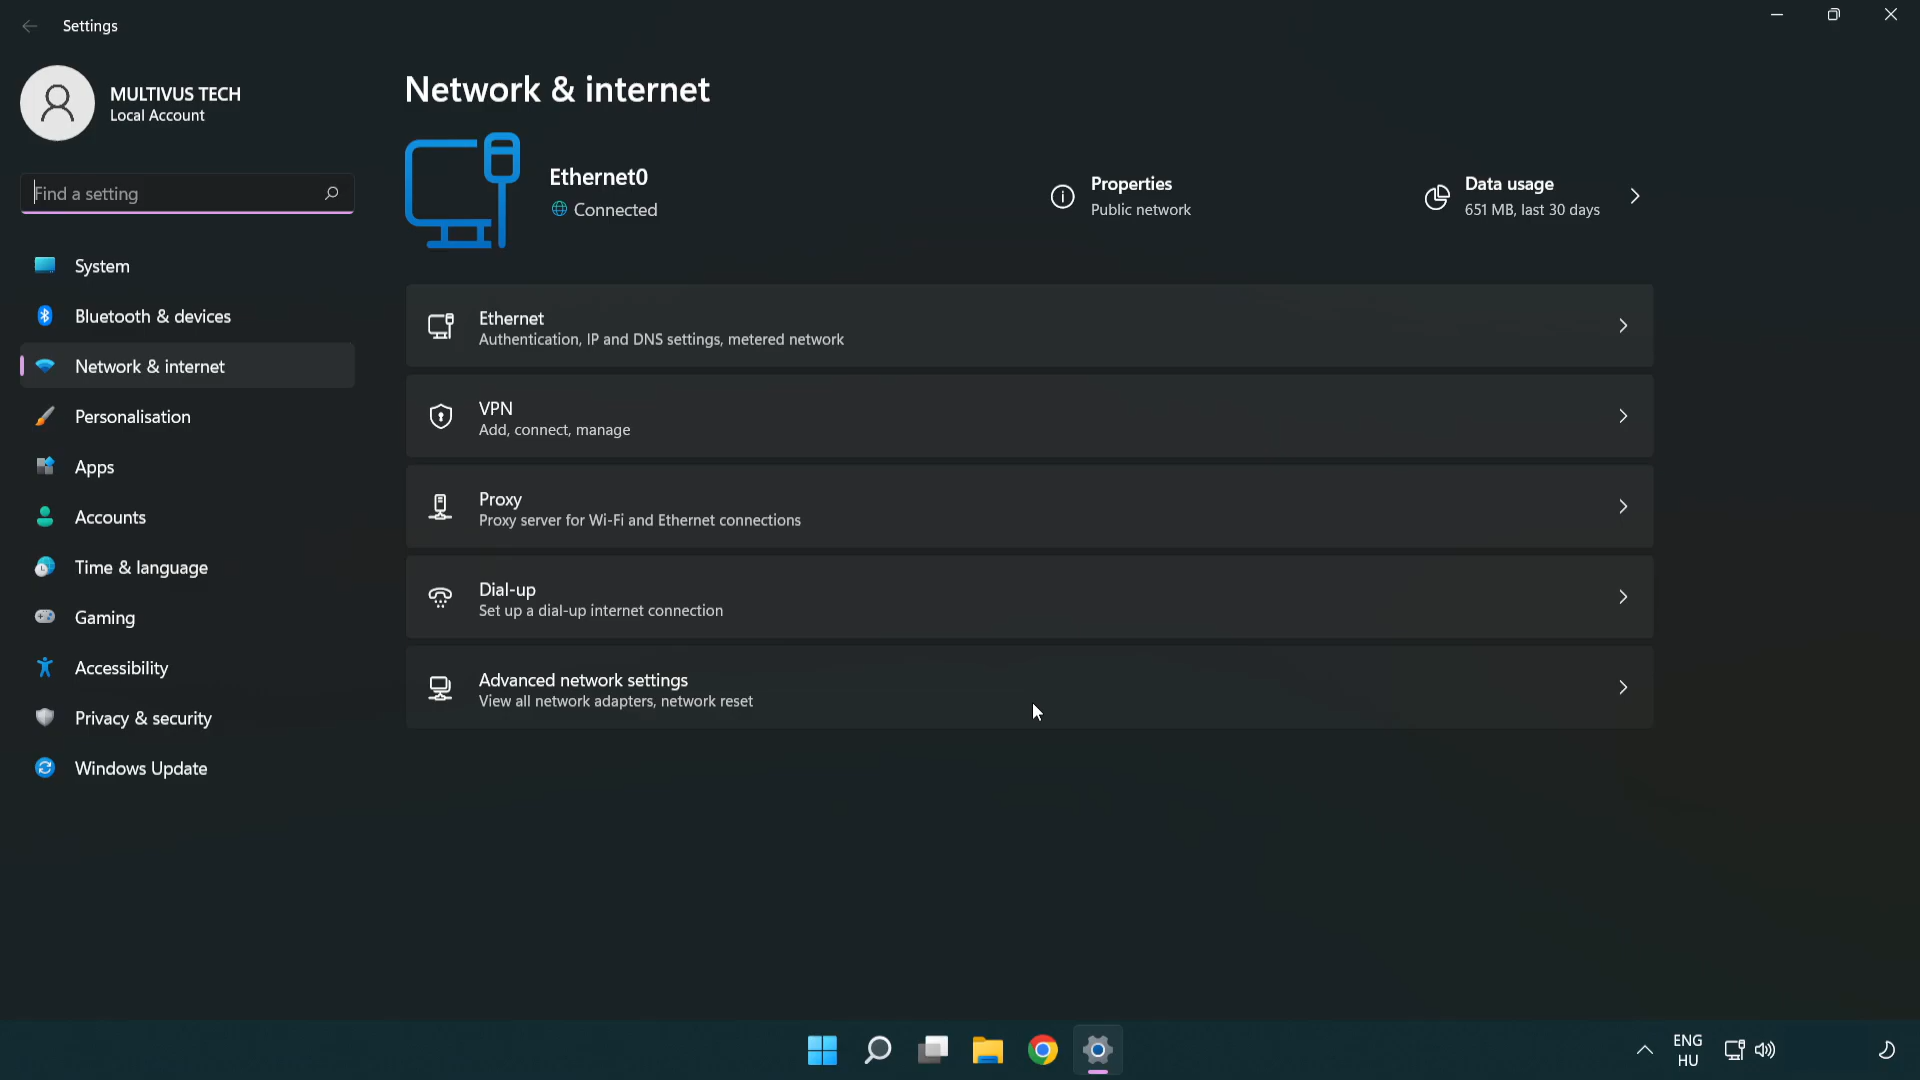 Settings
MULTIVUS TECH
Local Account
Find a setting
System
Bluetooth & devices
Network & internet
Personalisation
Apps
Accounts
Time & language
Gaming
Accessibility
Privacy & security
Windows Update
Network & internet
Ethernet0
Connected
Properties
Public network
Data usage
651 MB, last 30 days
Ethernet
Authentication, IP and DNS settings, metered network
VPN
Add, connect, manage
Proxy
Proxy server for Wi-Fi and Ethernet connections
Dial-up
Set up a dial-up internet connection
Advanced network settings
View all network adapters, network reset
ENG
HU